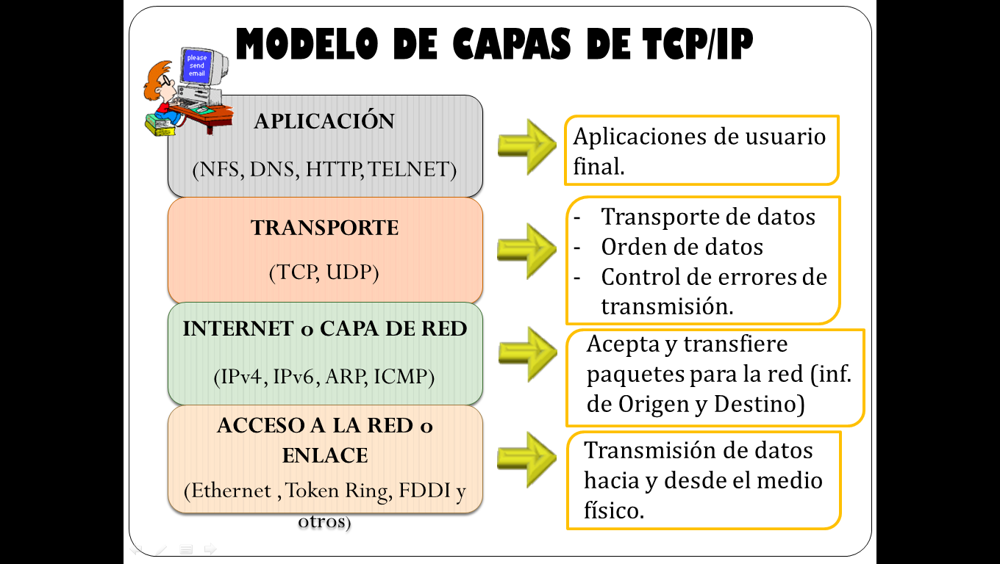 MODELO DE CAPAS DE TCP/IP
please
send
email
APLICACIÓN
(NFS, DNS, HTTP, TELNET)
Aplicaciones de usuario
final.
TRANSPORTE
(TCP, UDP)
- Transporte de datos
- Orden de datos
- Control de errores de
transmisión.
INTERNET o CAPA DE RED
(IPv4, IPv6, ARP, ICMP)
Acepta y transfiere
paquetes para la red (inf.
de Origen y Destino)
ACCESO A LA RED o
ENLACE
(Ethernet , Token Ring, FDDI y
otros)
Transmisión de datos
hacia y desde el medio
físico.